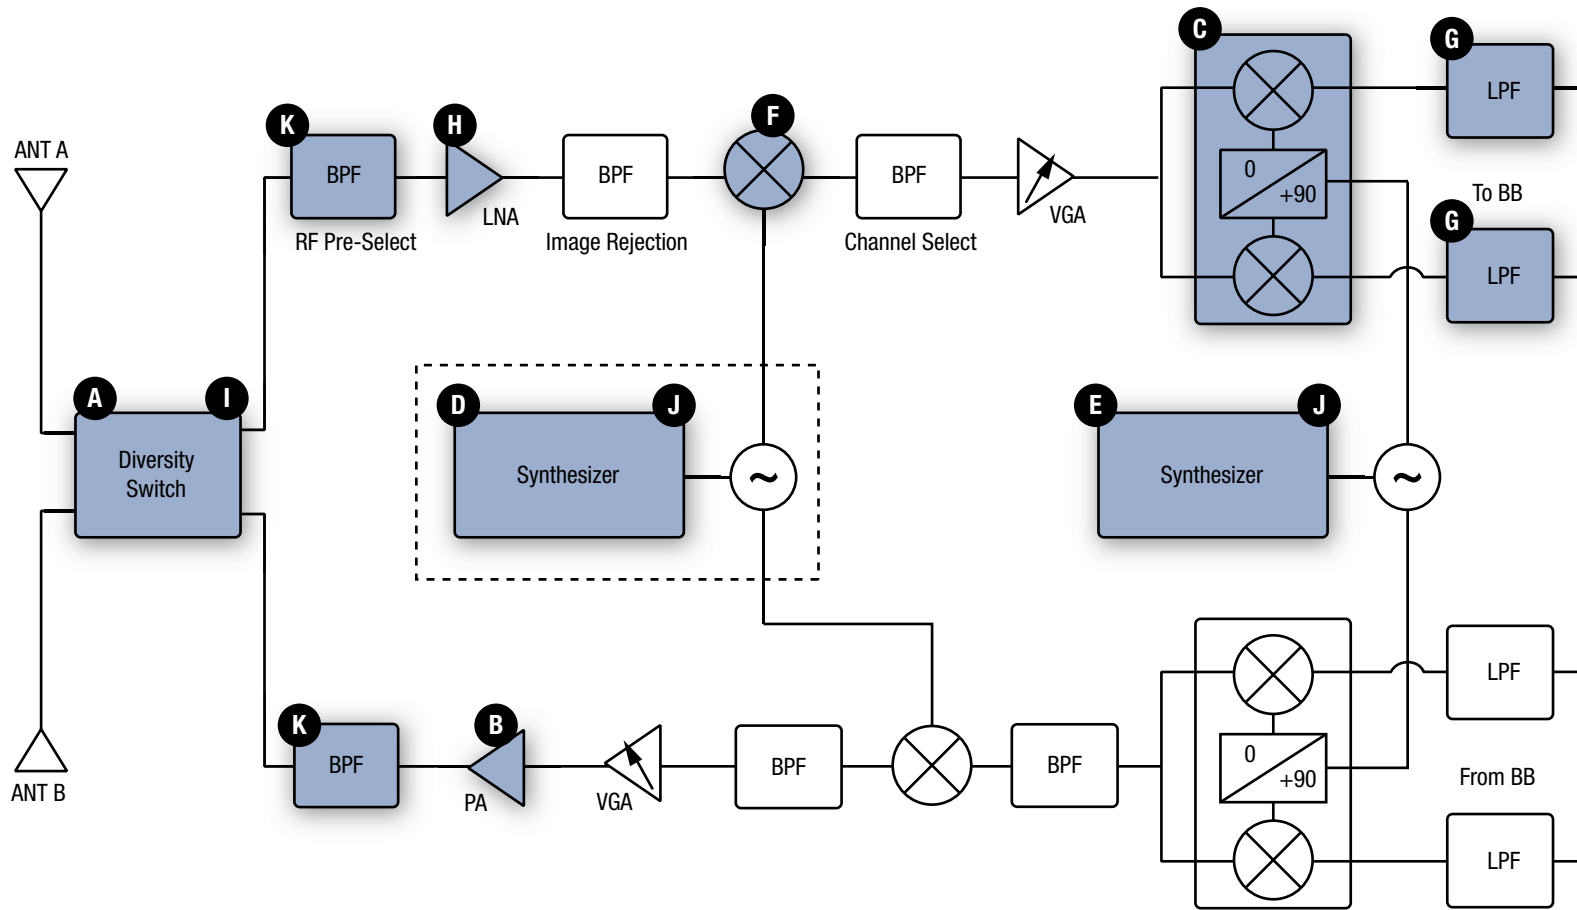 C
G
LPF
K
H
F
ANT A
BPF
LNA
BPF
BPF
VGA
0
+90
To BB
RF Pre-Select
Image Rejection
Channel Select
G
LPF
A
I
Diversity
Switch
D
J
Synthesizer
~
E
J
Synthesizer
~
K
BPF
B
PA
VGA
BPF
BPF
0
+90
LPF
From BB
LPF
ANT B